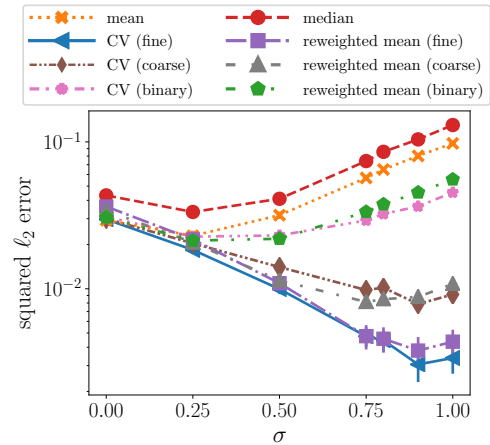 mean
median
CV (fine)
reweighted mean (fine)
CV (coarse)
reweighted mean (coarse)
CV (binary)
reweighted mean (binary)
10⁻¹
10⁻²
squared ℓ₂ error
0.00 0.25 0.50 0.75 1.00
σ